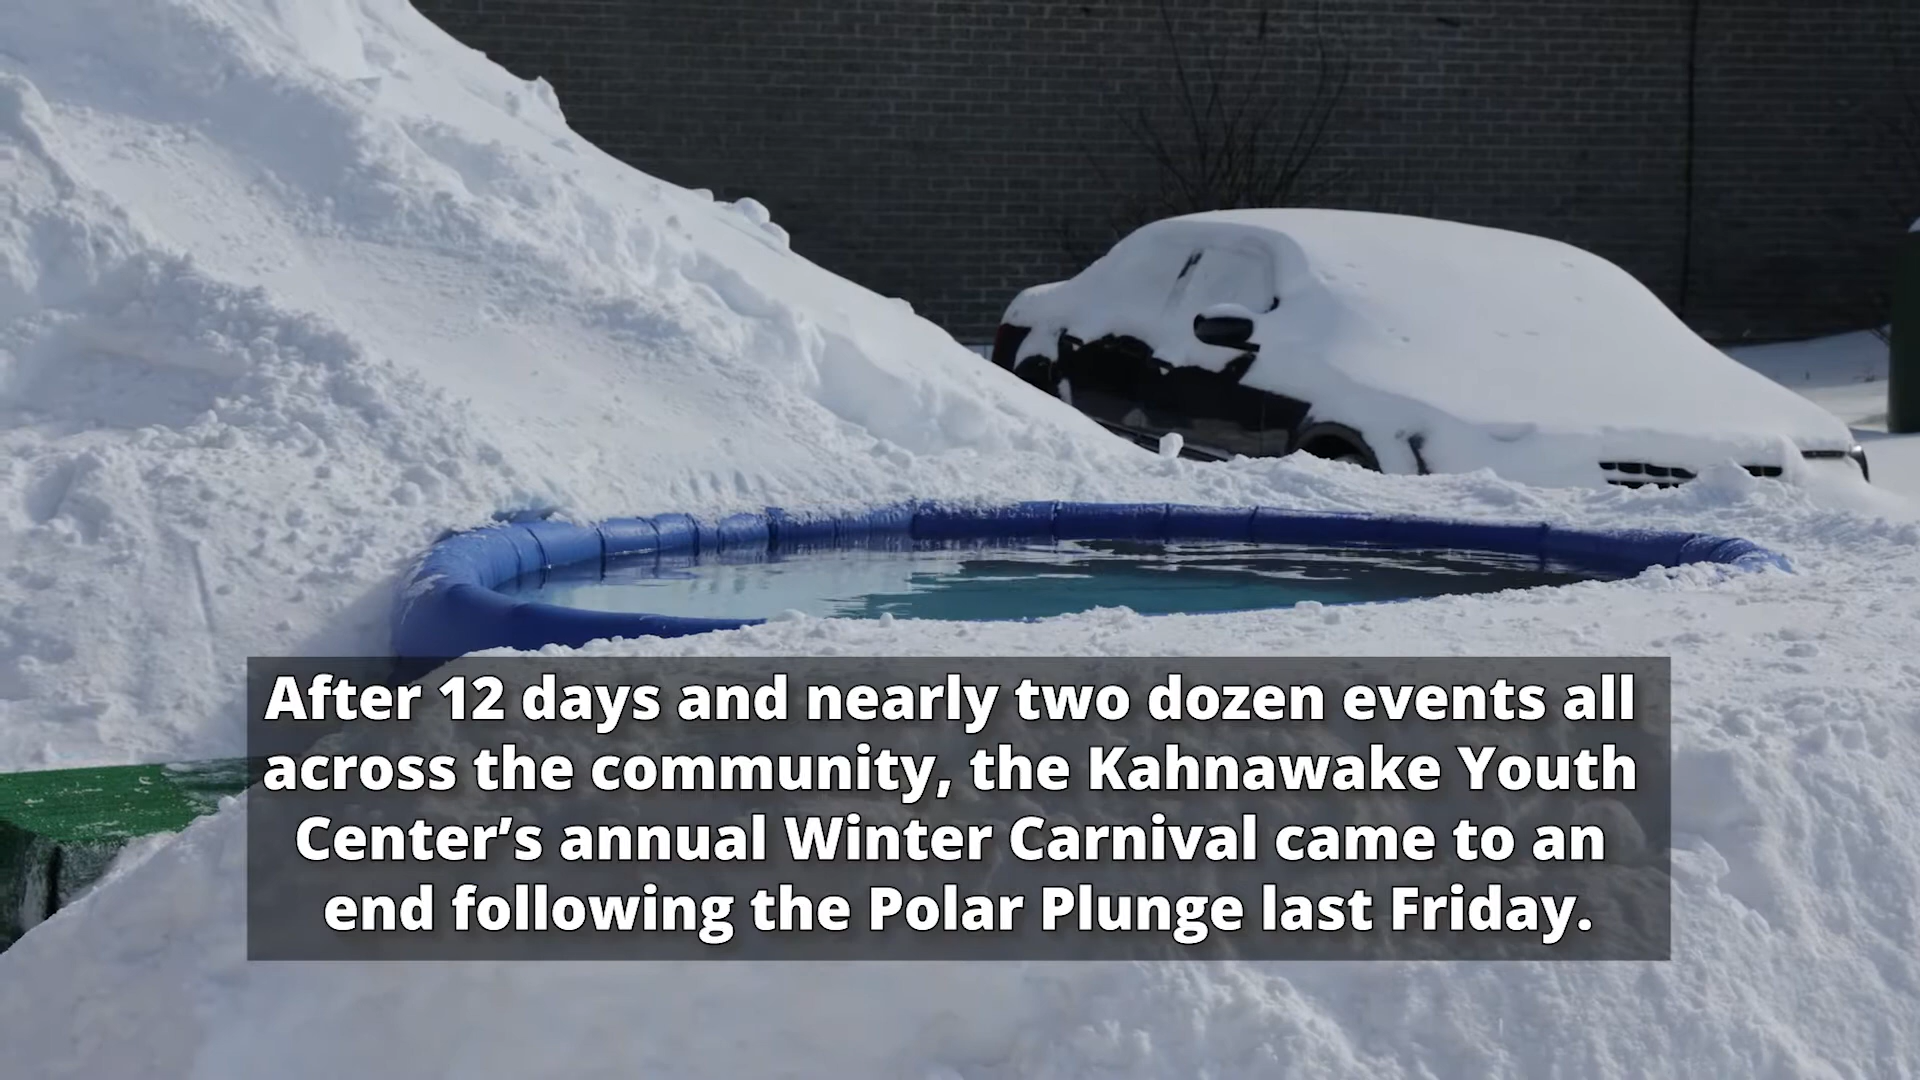 After 12 days and nearly two dozen events all
across the community, the Kahnawake Youth
Center’s annual Winter Carnival came to an
end following the Polar Plunge last Friday.